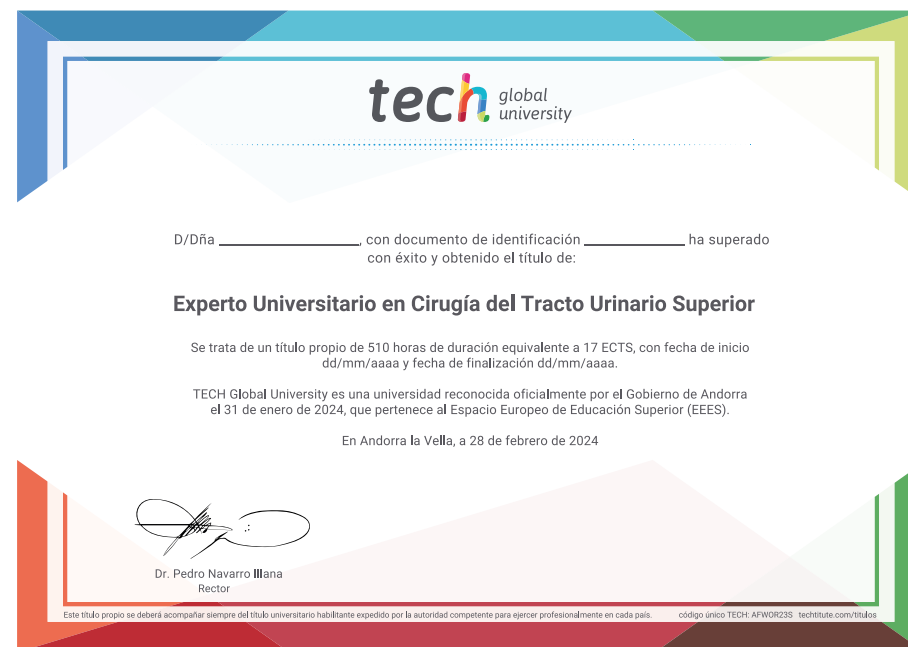 tech global
university
D/Dña ________________, con documento de identificación ____________ ha superado
con éxito y obtenido el título de:
Experto Universitario en Cirugía del Tracto Urinario Superior
Se trata de un título propio de 510 horas de duración equivalente a 17 ECTS, con fecha de inicio
dd/mm/aaaa y fecha de finalización dd/mm/aaaa.
TECH Global University es una universidad reconocida oficialmente por el Gobierno de Andorra
el 31 de enero de 2024, que pertenece al Espacio Europeo de Educación Superior (EEES).
En Andorra la Vella, a 28 de febrero de 2024
Dr. Pedro Navarro Illana
Rector
Este título propio se deberá acompañar siempre del título universitario habilitante expedido por la autoridad competente para ejercer profesionalmente en cada país. código único TECH: AFWOR23S techtitute.com/titulos